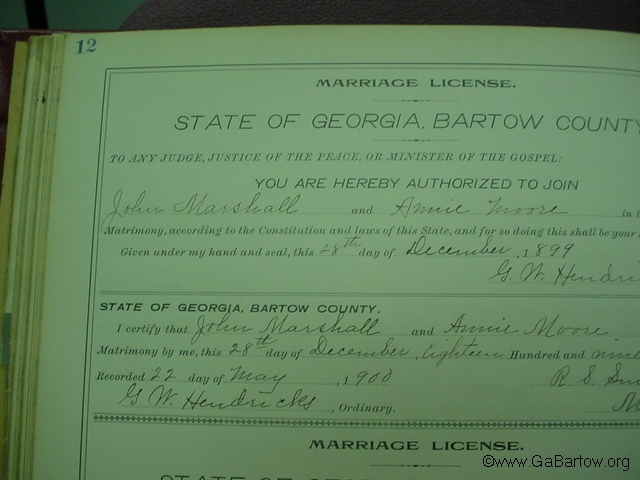 12
MARRIAGE LICENSE.
STATE OF GEORGIA, BARTOW COUNTY
TO ANY JUDGE, JUSTICE OF THE PEACE, OR MINISTER OF THE GOSPEL:
YOU ARE HEREBY AUTHORIZED TO JOIN
John Marshall and Annie Moore in
Matrimony, according to the Constitution and laws of this State, and for so doing this shall be your
Given under my hand and seal, this 28th day of December, 1899
G. W. Hendri
STATE OF GEORGIA, BARTOW COUNTY.
I certify that John Marshall and Annie Moore
Matrimony by me, this 28th day of December, Eighteen Hundred and nine
Recorded 22 day of May, 1900 R. S.
G. W. Hendricks, Ordinary. M
MARRIAGE LICENSE.
STATE OF
©www.GaBartow.org